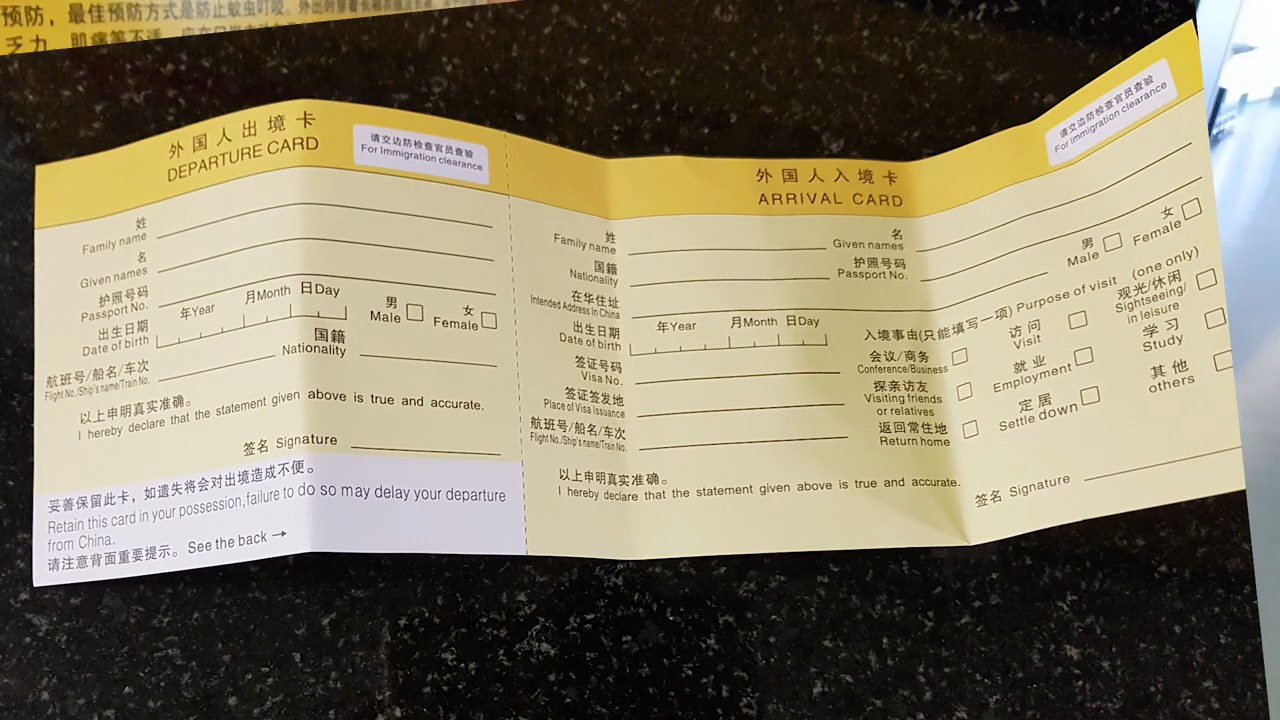 预防，最佳预防方式是防止蚊虫叮咬。外出时穿着长袖衣
乏力、肌痛等不适，应在
外国人出境卡
DEPARTURE CARD
请交边防检查官员查验
For Immigration clearance
姓
Family name
名
Given names
护照号码
Passport No.
出生日期
Date of birth
年Year 月Month 日Day
男
Male
女
Female
航班号/船名/车次
Flight No./Ship's name/Train No.
国籍
Nationality
以上申明真实准确。
I hereby declare that the statement given above is true and accurate.
签名 Signature
妥善保留此卡，如遗失将会对出境造成不便。
Retain this card in your possession,failure to do so may delay your departure
from China.
请注意背面重要提示。 See the back →
外国人入境卡
ARRIVAL CARD
请交边防检查官员查验
For Immigration clearance
姓
Family name
名
Given names
国籍
Nationality
护照号码
Passport No.
在华住址
Intended Address In China
男
Male
女
Female
出生日期
Date of birth
年Year 月Month 日Day
入境事由(只能填写一项) Purpose of visit (one only)
签证号码
Visa No.
签证签发地
Place of Visa Issuance
航班号/船名/车次
Flight No./Ship's name/Train No.
会议/商务
Conference/Business
访问
Visit
观光/休闲
Sightseeing/
in leisure
探亲访友
Visiting friends
or relatives
就业
Employment
学习
Study
返回常住地
Return home
定居
Settle down
其他
others
以上申明真实准确。
I hereby declare that the statement given above is true and accurate.
签名 Signature